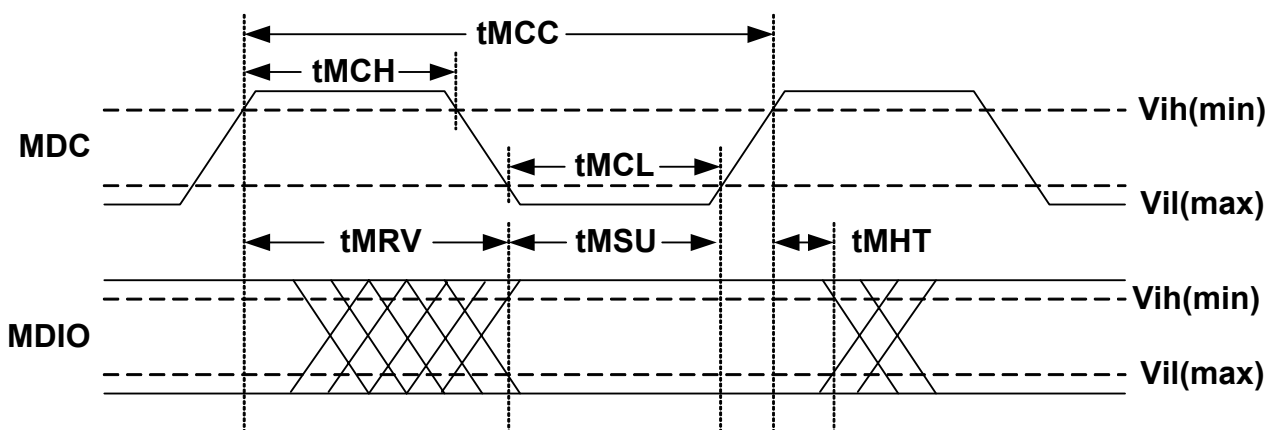 tMCC
tMCH
Vih(min)
MDC
tMCL
Vil(max)
tMRV
tMSU
tMHT
Vih(min)
MDIO
Vil(max)